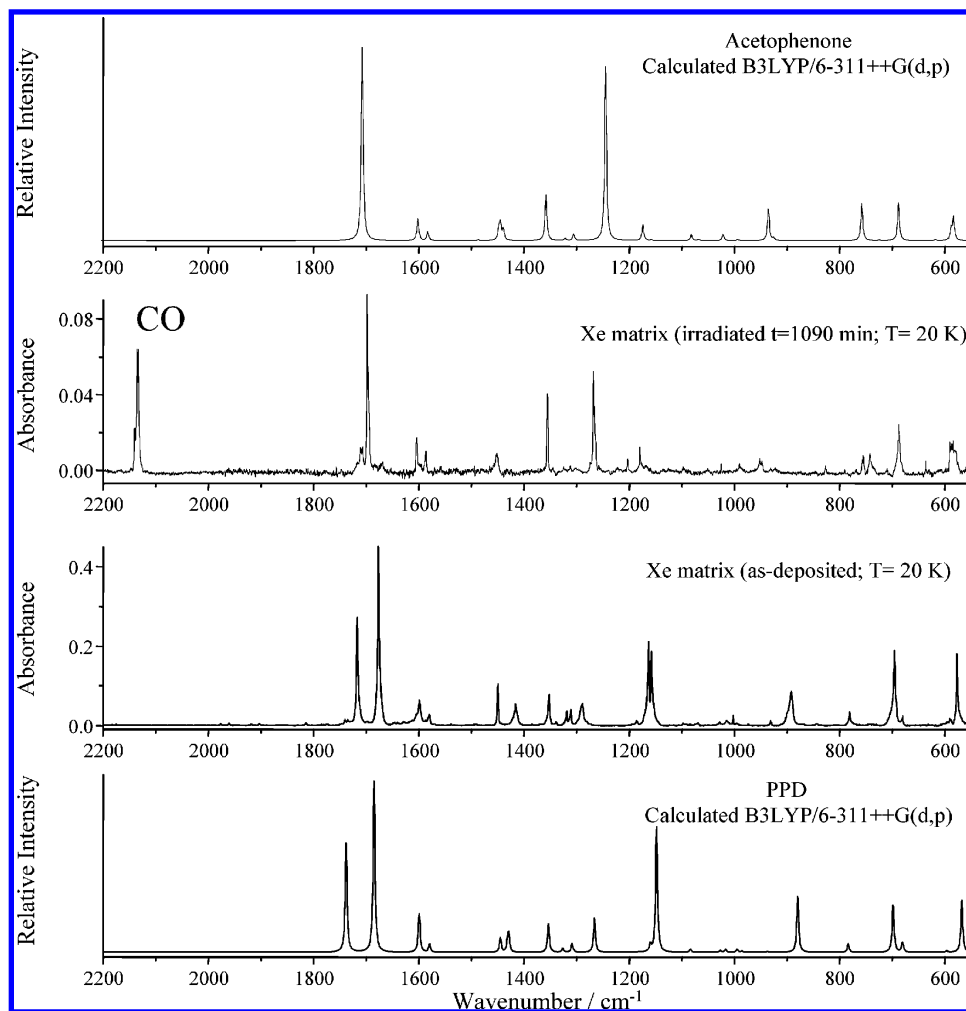 Acetophenone
Calculated B3LYP/6-311++G(d,p)
Relative Intensity
2200 2000 1800 1600 1400 1200 1000 800 600
CO
Xe matrix (irradiated t=1090 min; T= 20 K)
Absorbance
0.08
0.04
0.00
2200 2000 1800 1600 1400 1200 1000 800 600
Xe matrix (as-deposited; T= 20 K)
Absorbance
0.4
0.2
0.0
2200 2000 1800 1600 1400 1200 1000 800 600
PPD
Calculated B3LYP/6-311++G(d,p)
Relative Intensity
2200 2000 1800 1600 1400 1200 1000 800 600
Wavenumber / cm⁻¹